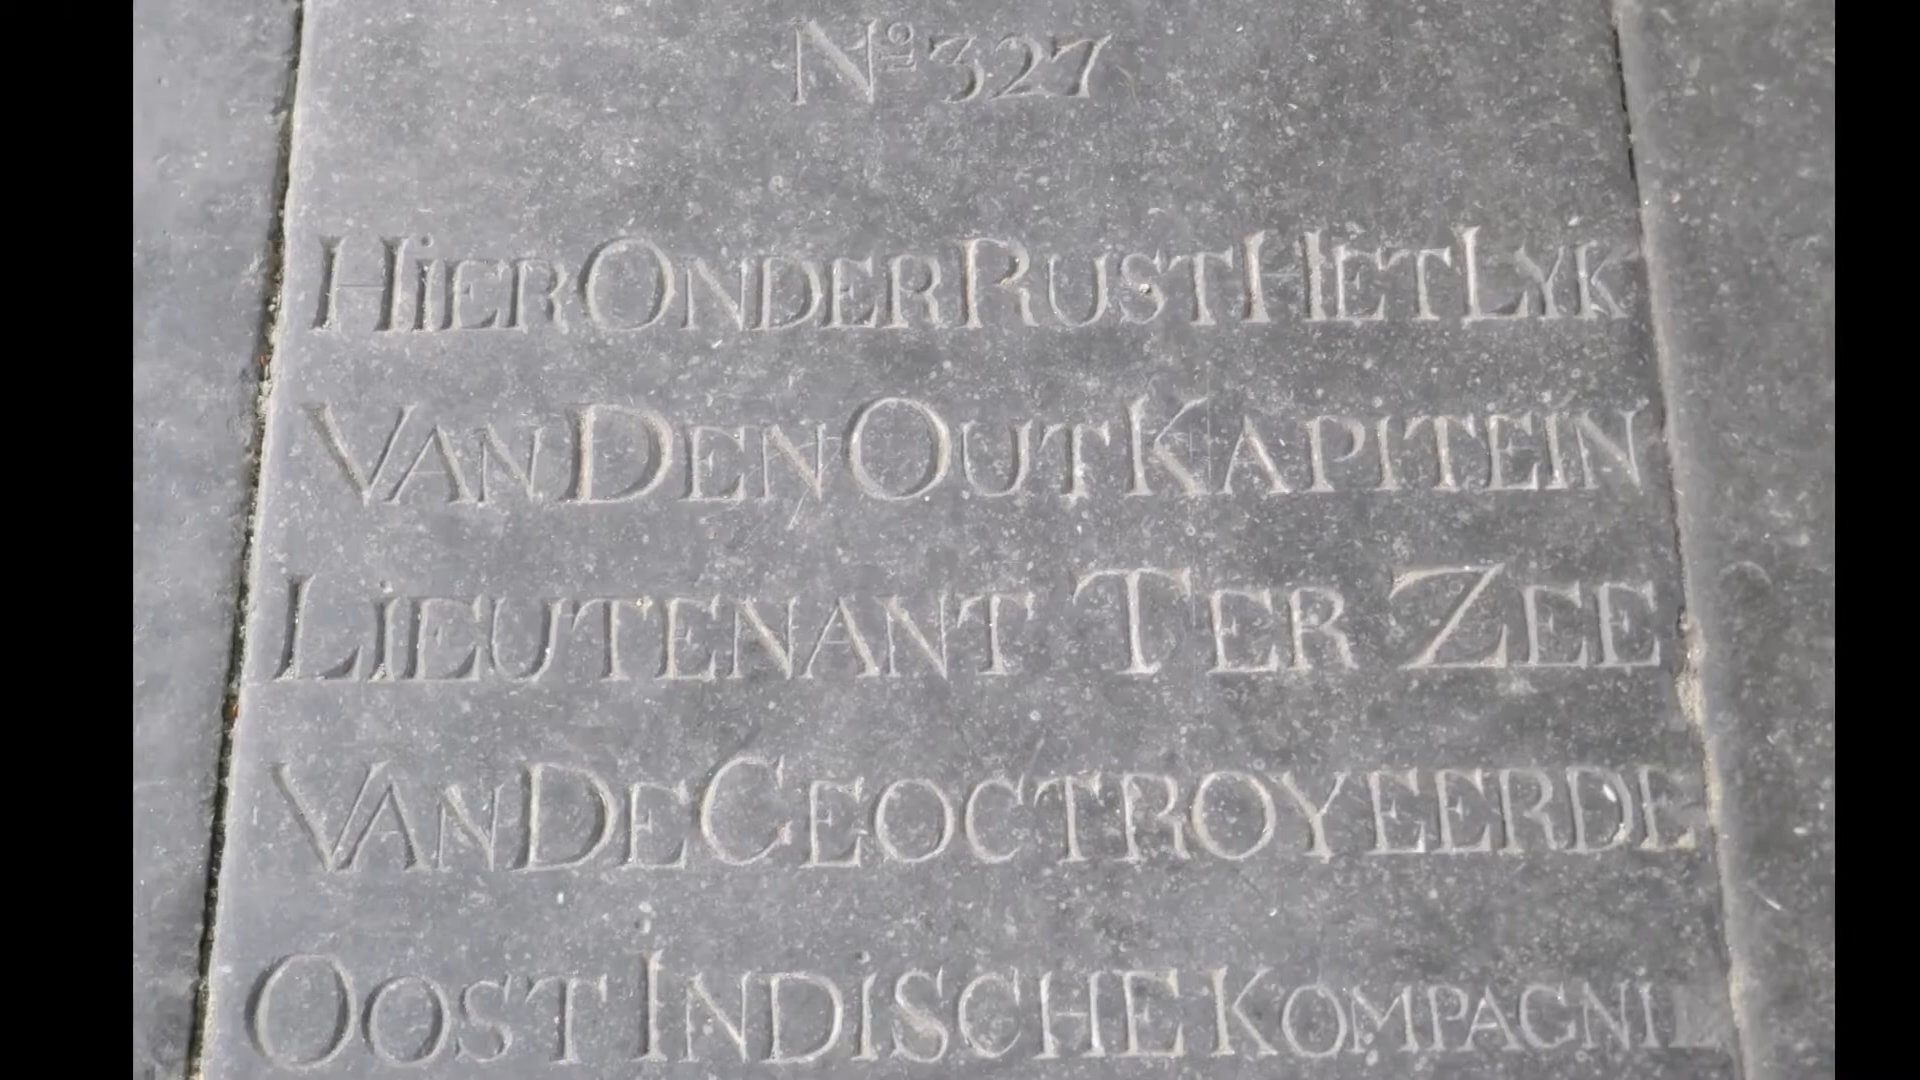 No 327
HiER ONDER RUST HET LYK
VAN DEN OUT KAPITEIN
LiEUTENANT TER ZEE
VAN DE GEOCTROYEERDE
OOST INDiSCHE KOMPAGNIE